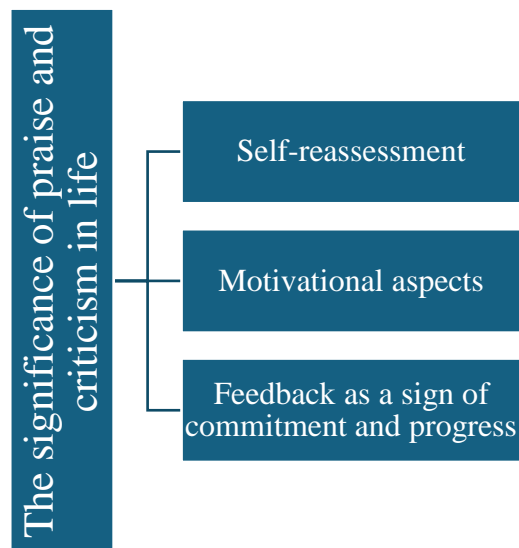 The significance of praise and
criticism in life
Self-reassessment
Motivational aspects
Feedback as a sign of
commitment and progress